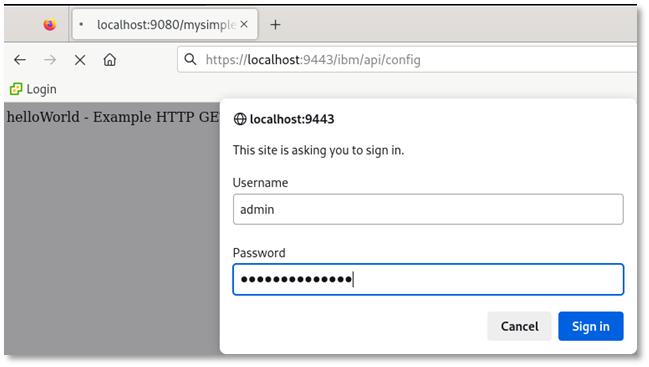 localhost:9080/mysimple
https://localhost:9443/ibm/api/config
Login
helloWorld - Example HTTP GE
localhost:9443
This site is asking you to sign in.
Username
admin
Password
●●●●●●●●●●●●●●
Cancel
Sign in